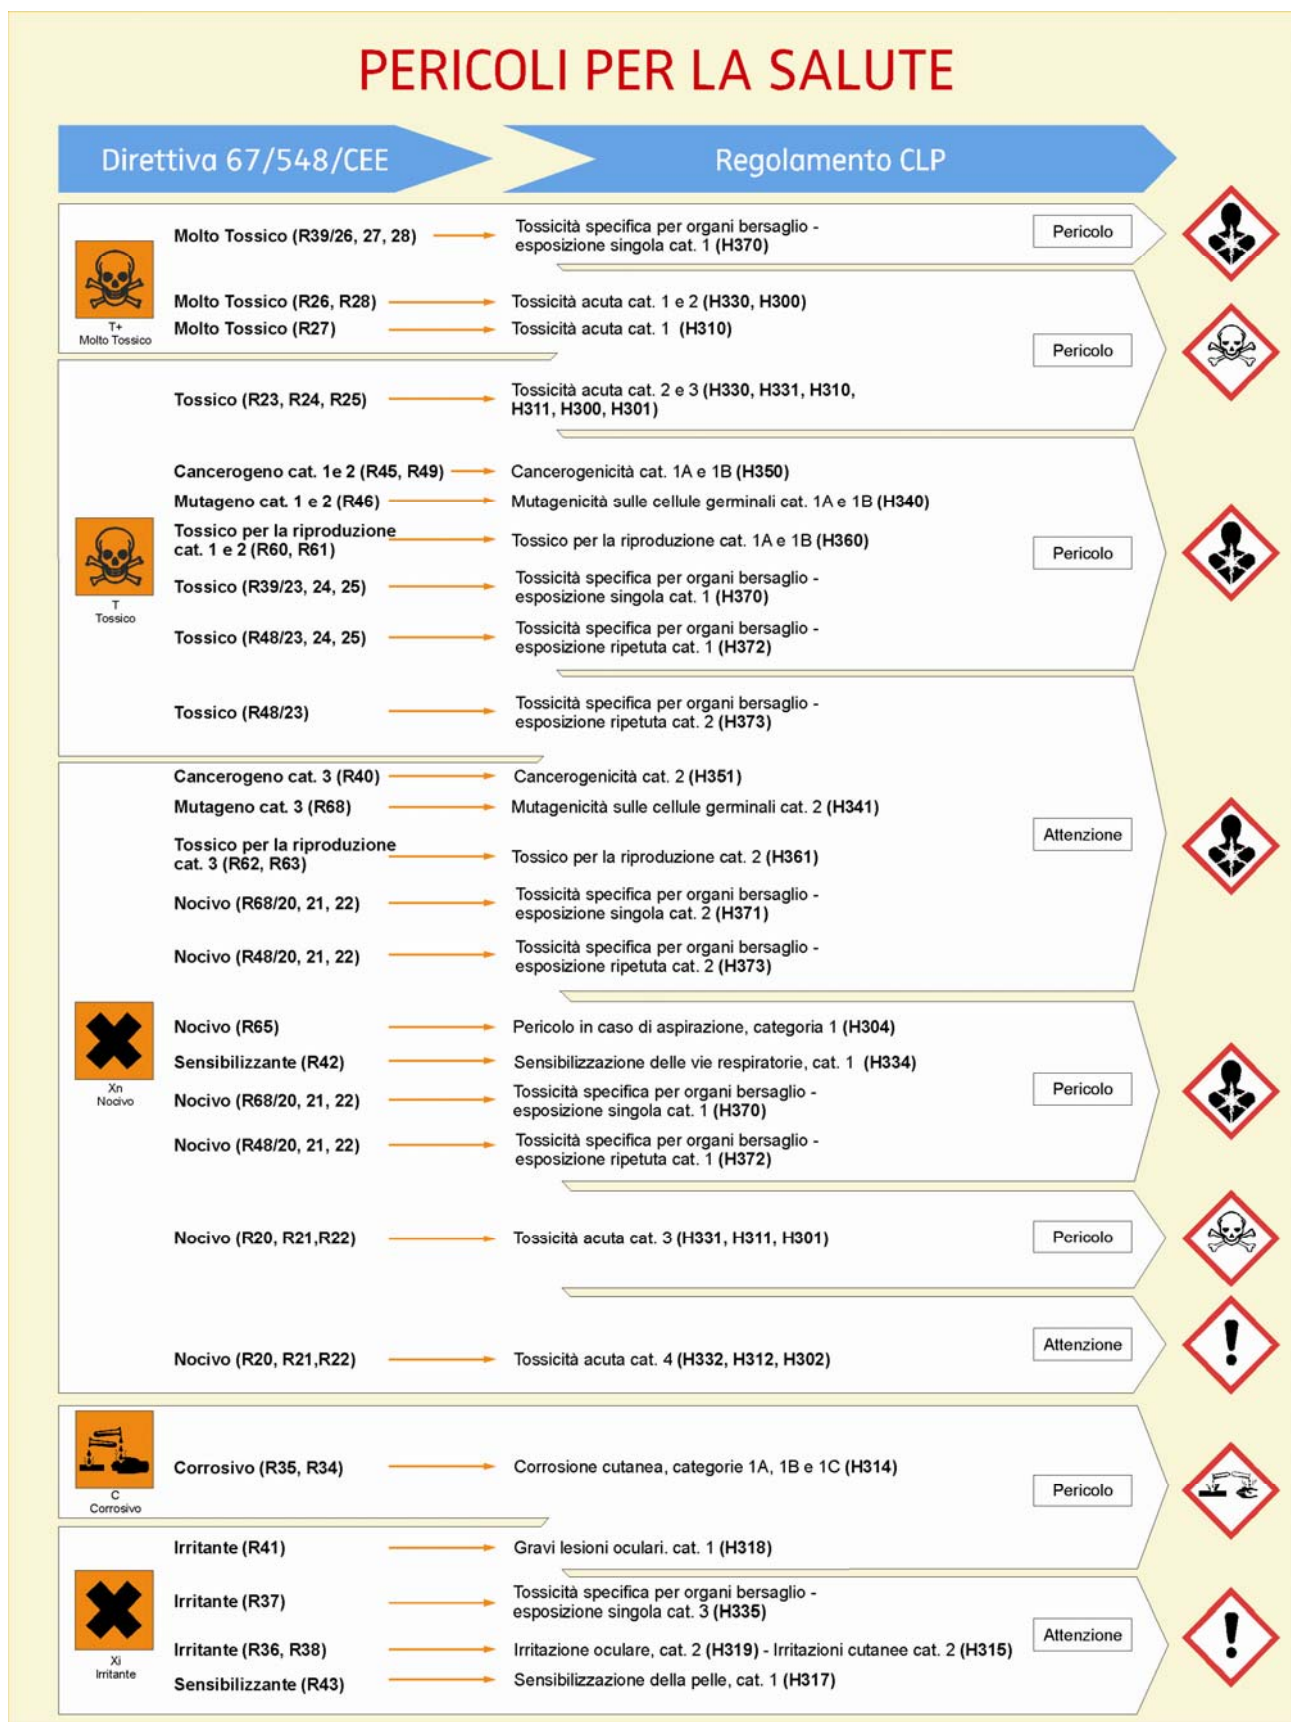 PERICOLI PER LA SALUTE
Direttiva 67/548/CEE
Regolamento CLP
Molto Tossico (R39/26, 27, 28)
Tossicità specifica per organi bersaglio -
esposizione singola cat. 1 (H370)
Pericolo
T+
Molto Tossico
Molto Tossico (R26, R28)
Tossicità acuta cat. 1 e 2 (H330, H300)
Molto Tossico (R27)
Tossicità acuta cat. 1 (H310)
Pericolo
Tossico (R23, R24, R25)
Tossicità acuta cat. 2 e 3 (H330, H331, H310,
H311, H300, H301)
Cancerogeno cat. 1e 2 (R45, R49)
Cancerogenicità cat. 1A e 1B (H350)
Mutageno cat. 1 e 2 (R46)
Mutagenicità sulle cellule germinali cat. 1A e 1B (H340)
Tossico per la riproduzione
cat. 1 e 2 (R60, R61)
Tossico per la riproduzione cat. 1A e 1B (H360)
Pericolo
T
Tossico
Tossico (R39/23, 24, 25)
Tossicità specifica per organi bersaglio -
esposizione singola cat. 1 (H370)
Tossico (R48/23, 24, 25)
Tossicità specifica per organi bersaglio -
esposizione ripetuta cat. 1 (H372)
Tossico (R48/23)
Tossicità specifica per organi bersaglio -
esposizione ripetuta cat. 2 (H373)
Cancerogeno cat. 3 (R40)
Cancerogenicità cat. 2 (H351)
Mutageno cat. 3 (R68)
Mutagenicità sulle cellule germinali cat. 2 (H341)
Attenzione
Tossico per la riproduzione
cat. 3 (R62, R63)
Tossico per la riproduzione cat. 2 (H361)
Nocivo (R68/20, 21, 22)
Tossicità specifica per organi bersaglio -
esposizione singola cat. 2 (H371)
Nocivo (R48/20, 21, 22)
Tossicità specifica per organi bersaglio -
esposizione ripetuta cat. 2 (H373)
Xn
Nocivo
Nocivo (R65)
Pericolo in caso di aspirazione, categoria 1 (H304)
Sensibilizzante (R42)
Sensibilizzazione delle vie respiratorie, cat. 1 (H334)
Pericolo
Nocivo (R68/20, 21, 22)
Tossicità specifica per organi bersaglio -
esposizione singola cat. 1 (H370)
Nocivo (R48/20, 21, 22)
Tossicità specifica per organi bersaglio -
esposizione ripetuta cat. 1 (H372)
Nocivo (R20, R21,R22)
Tossicità acuta cat. 3 (H331, H311, H301)
Pericolo
Nocivo (R20, R21,R22)
Tossicità acuta cat. 4 (H332, H312, H302)
Attenzione
C
Corrosivo
Corrosivo (R35, R34)
Corrosione cutanea, categorie 1A, 1B e 1C (H314)
Pericolo
Irritante (R41)
Gravi lesioni oculari. cat. 1 (H318)
Irritante (R37)
Tossicità specifica per organi bersaglio -
esposizione singola cat. 3 (H335)
Attenzione
Xi
Irritante
Irritante (R36, R38)
Irritazione oculare, cat. 2 (H319) - Irritazioni cutanee cat. 2 (H315)
Sensibilizzante (R43)
Sensibilizzazione della pelle, cat. 1 (H317)